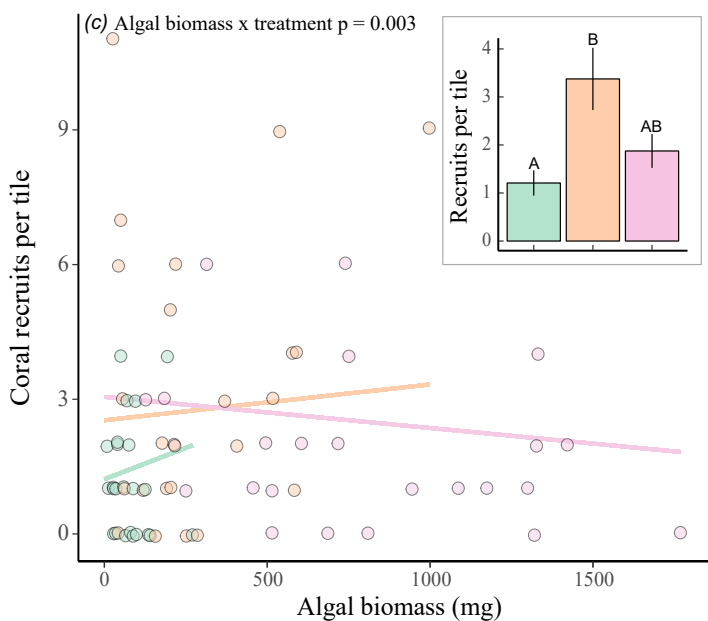 (c) Algal biomass x treatment p = 0.003
Coral recruits per tile
9
6
3
0
0
500
1000
1500
Algal biomass (mg)
Recruits per tile
4
3
2
1
0
A
B
AB